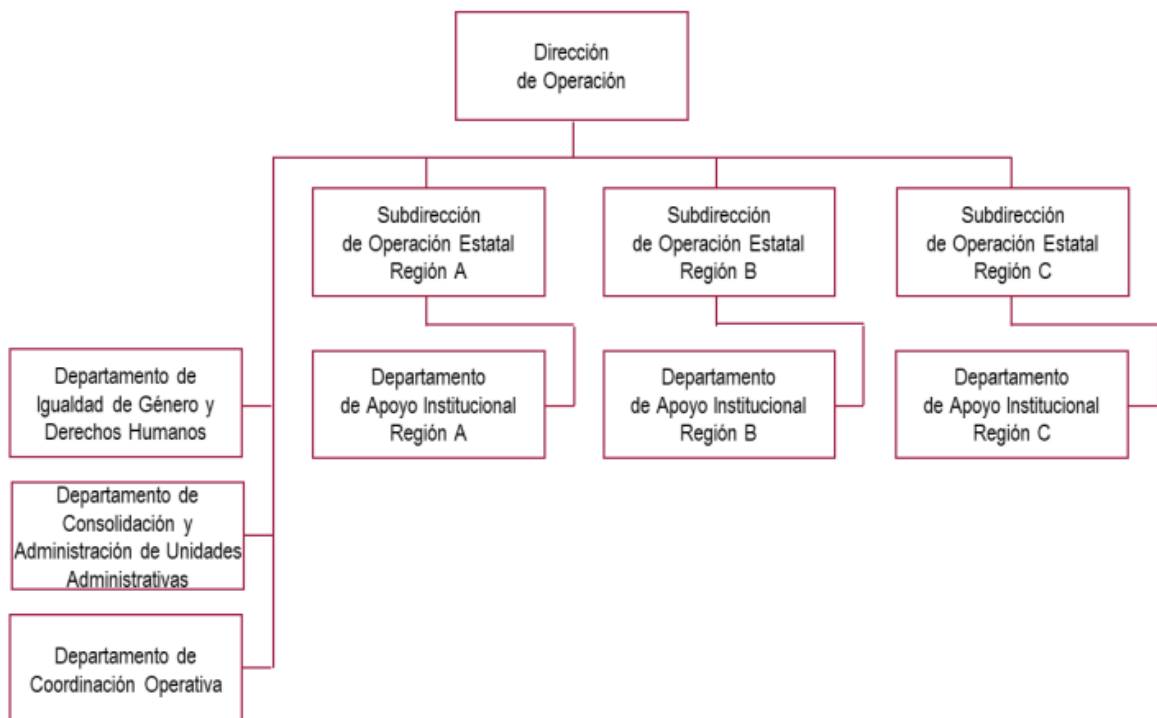 Dirección
de Operación
Subdirección
de Operación Estatal
Región A
Subdirección
de Operación Estatal
Región B
Subdirección
de Operación Estatal
Región C
Departamento de
Igualdad de Género y
Derechos Humanos
Departamento
de Apoyo Institucional
Región A
Departamento
de Apoyo Institucional
Región B
Departamento
de Apoyo Institucional
Región C
Departamento de
Consolidación y
Administración de Unidades
Administrativas
Departamento de
Coordinación Operativa